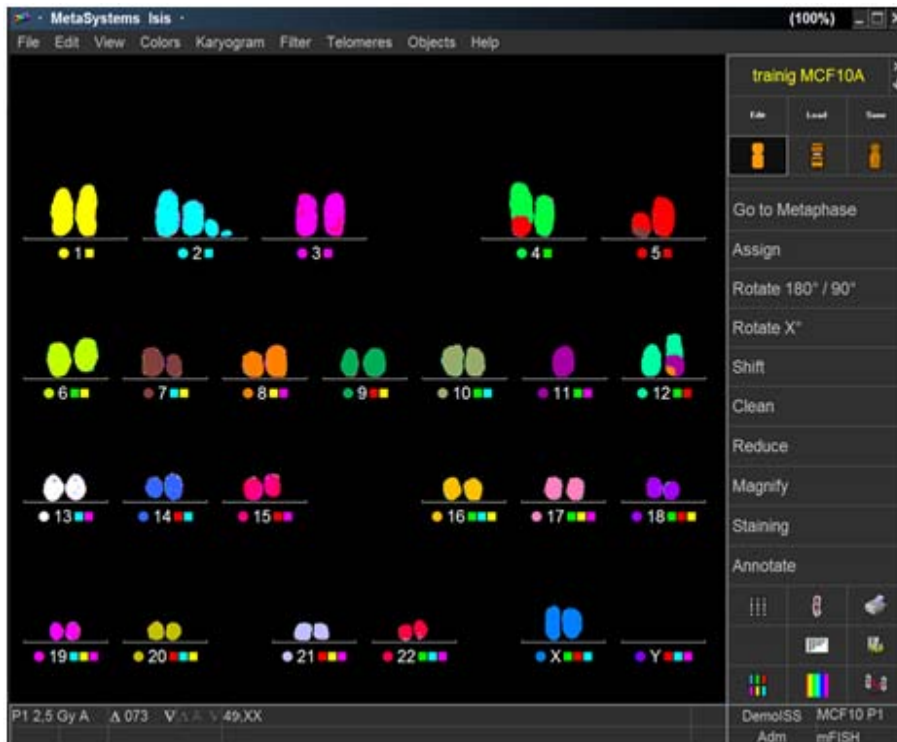 · MetaSystems Isis · (100%)
File Edit View Colors Karyogram Filter Telomeres Objects Help
trainig MCF10A
Edit Load Save
Go to Metaphase
Assign
Rotate 180° / 90°
Rotate X°
Shift
Clean
Reduce
Magnify
Staining
Annotate
1 2 3 4 5
6 7 8 9 10 11 12
13 14 15 16 17 18
19 20 21 22 X Y
P1 2,5 Gy A Δ 073 49,XX
DemoISS MCF10 P1
Adm mFISH